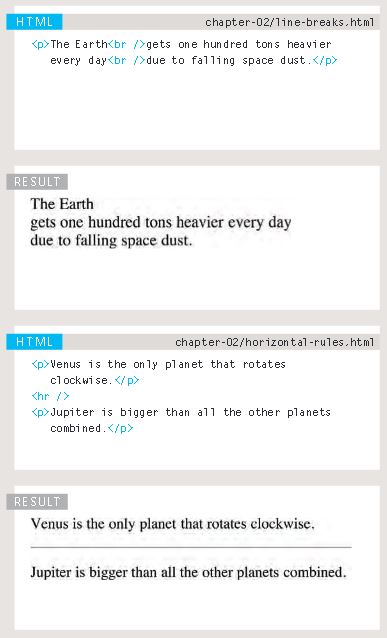 HTML chapter-02/line-breaks.html
<p>The Earth<br />gets one hundred tons heavier
every day<br />due to falling space dust.</p>
RESULT
The Earth
gets one hundred tons heavier every day
due to falling space dust.
HTML chapter-02/horizontal-rules.html
<p>Venus is the only planet that rotates
clockwise.</p>
<hr />
<p>Jupiter is bigger than all the other planets
combined.</p>
RESULT
Venus is the only planet that rotates clockwise.
Jupiter is bigger than all the other planets combined.